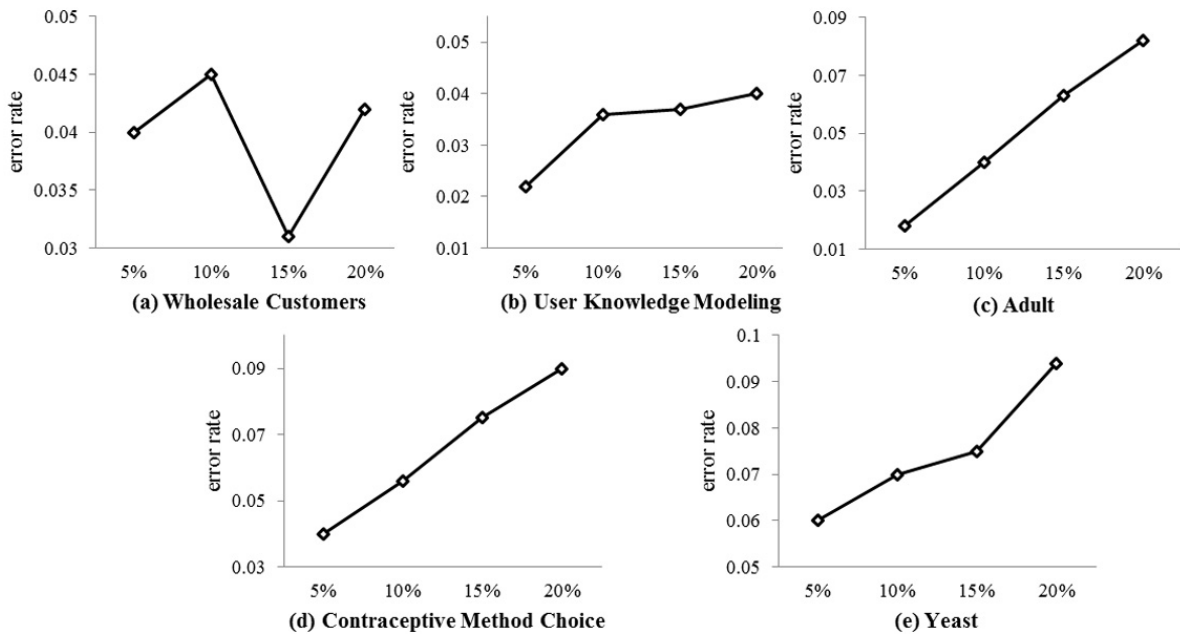 error rate
0.05
0.045
0.04
0.035
0.03
5% 10% 15% 20%
(a) Wholesale Customers
error rate
0.05
0.04
0.03
0.02
0.01
5% 10% 15% 20%
(b) User Knowledge Modeling
error rate
0.09
0.07
0.05
0.03
0.01
5% 10% 15% 20%
(c) Adult
error rate
0.09
0.07
0.05
0.03
5% 10% 15% 20%
(d) Contraceptive Method Choice
error rate
0.1
0.09
0.08
0.07
0.06
0.05
5% 10% 15% 20%
(e) Yeast